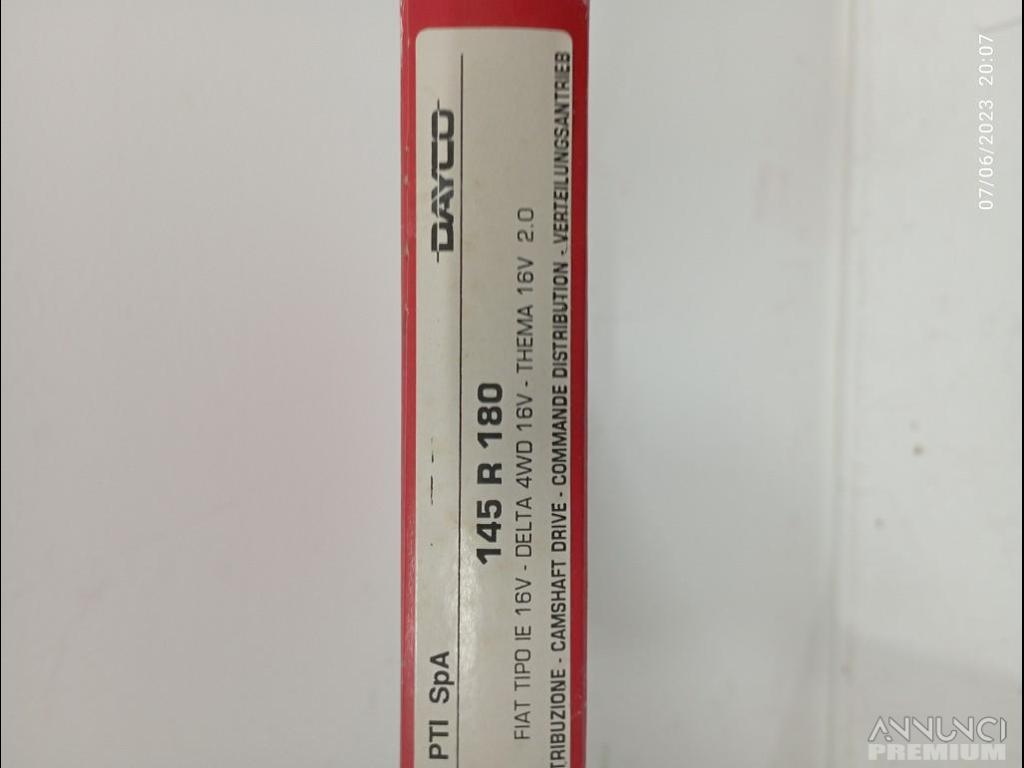 PTI SpA DAYCO
145 R 180
FIAT TIPO IE 16V - DELTA 4WD 16V - THEMA 16V 2.0
TRIBUZIONE - CAMSHAFT DRIVE - COMMANDE DISTRIBUTION - VERTEILUNGSANTRIEB
07/06/2023 20:07
ANNUNCI
PREMIUM